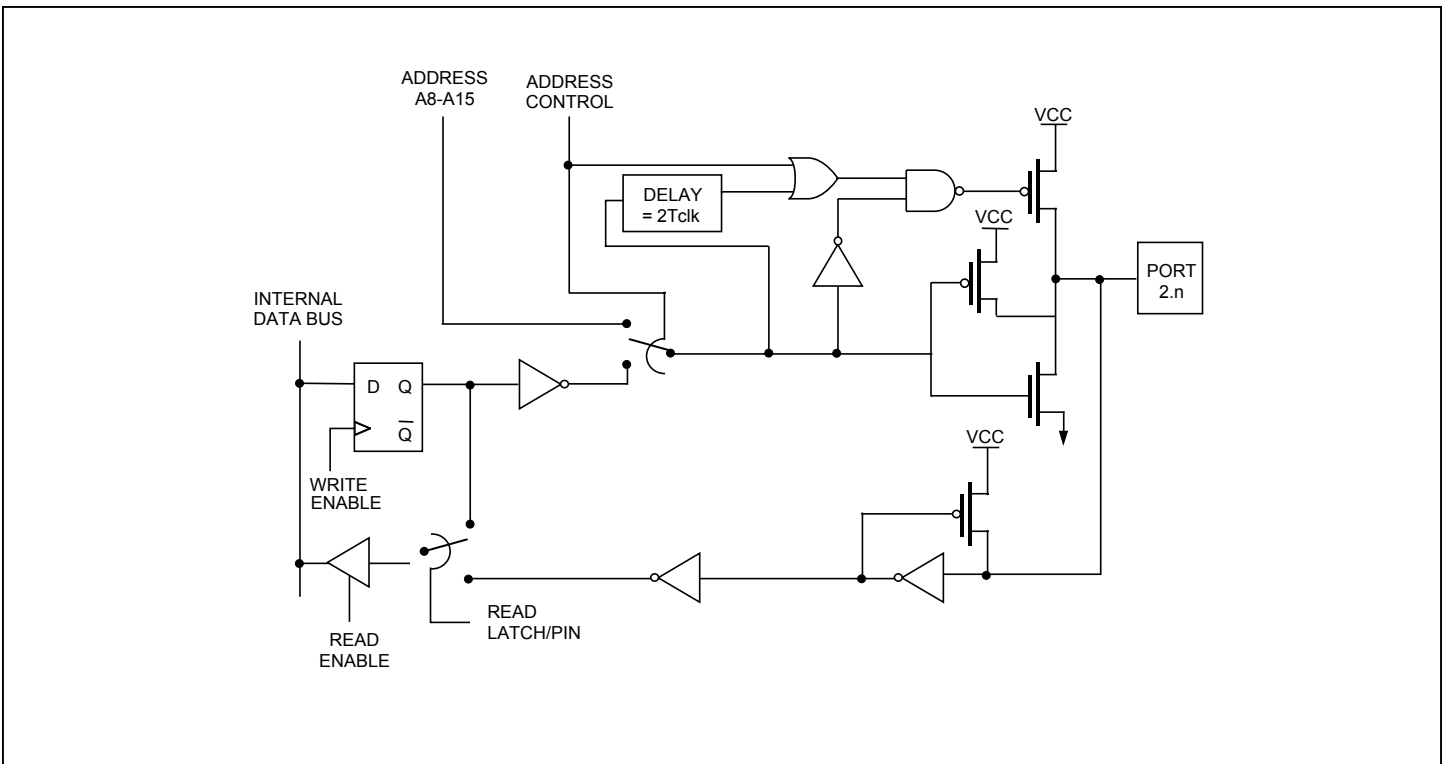 ADDRESS
A8-A15
ADDRESS
CONTROL
VCC
DELAY
= 2Tclk
VCC
PORT
2.n
INTERNAL
DATA BUS
D Q
Q
WRITE
ENABLE
VCC
READ
LATCH/PIN
READ
ENABLE